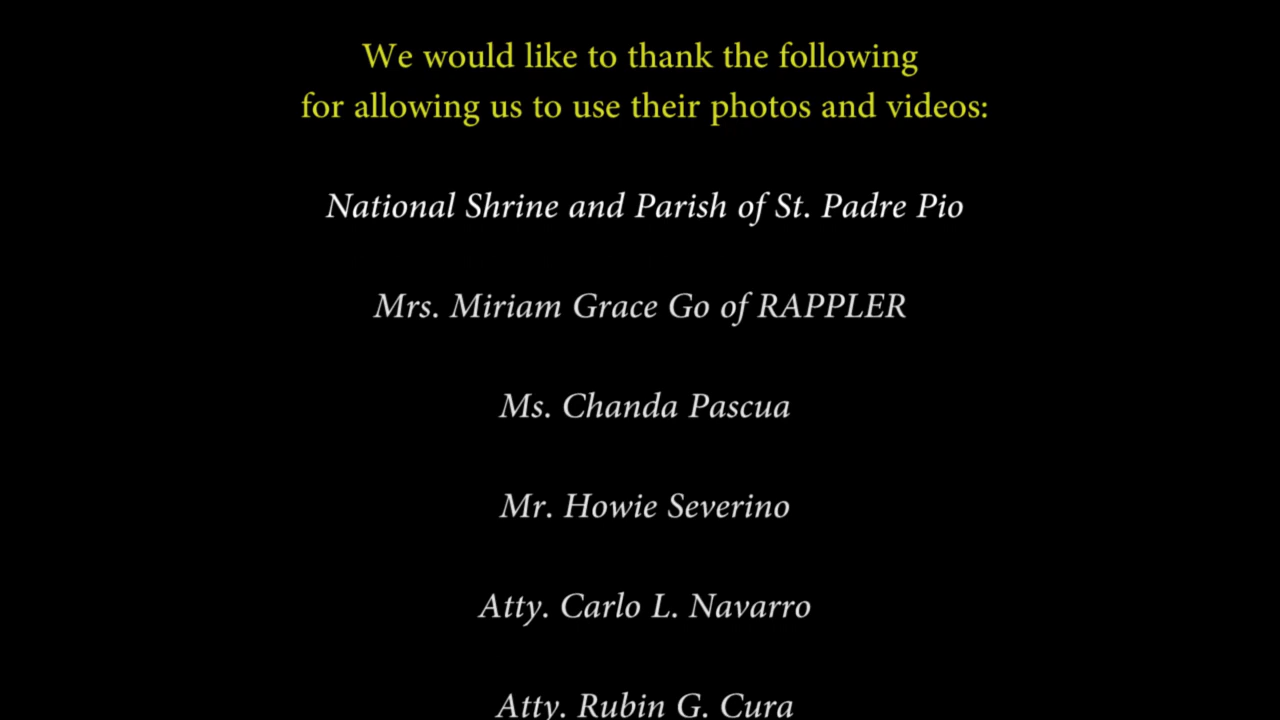 We would like to thank the following
for allowing us to use their photos and videos:
National Shrine and Parish of St. Padre Pio
Mrs. Miriam Grace Go of RAPPLER
Ms. Chanda Pascua
Mr. Howie Severino
Atty. Carlo L. Navarro
Atty. Rubin G. Cura